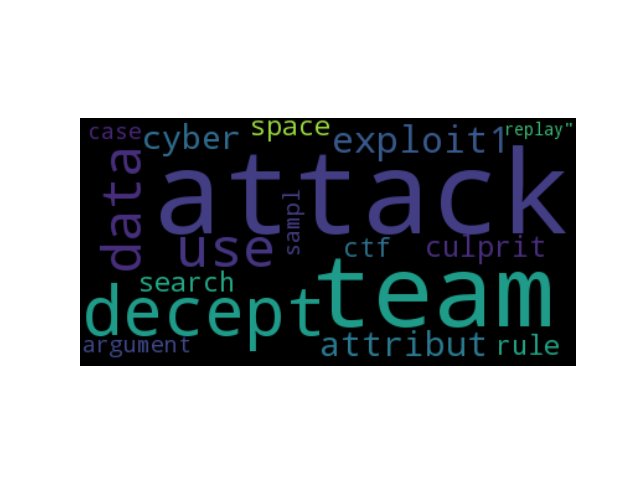 case cyber space exploit1 replay"
data attack
use sampl ctf culprit
search decept team
argument attribut rule